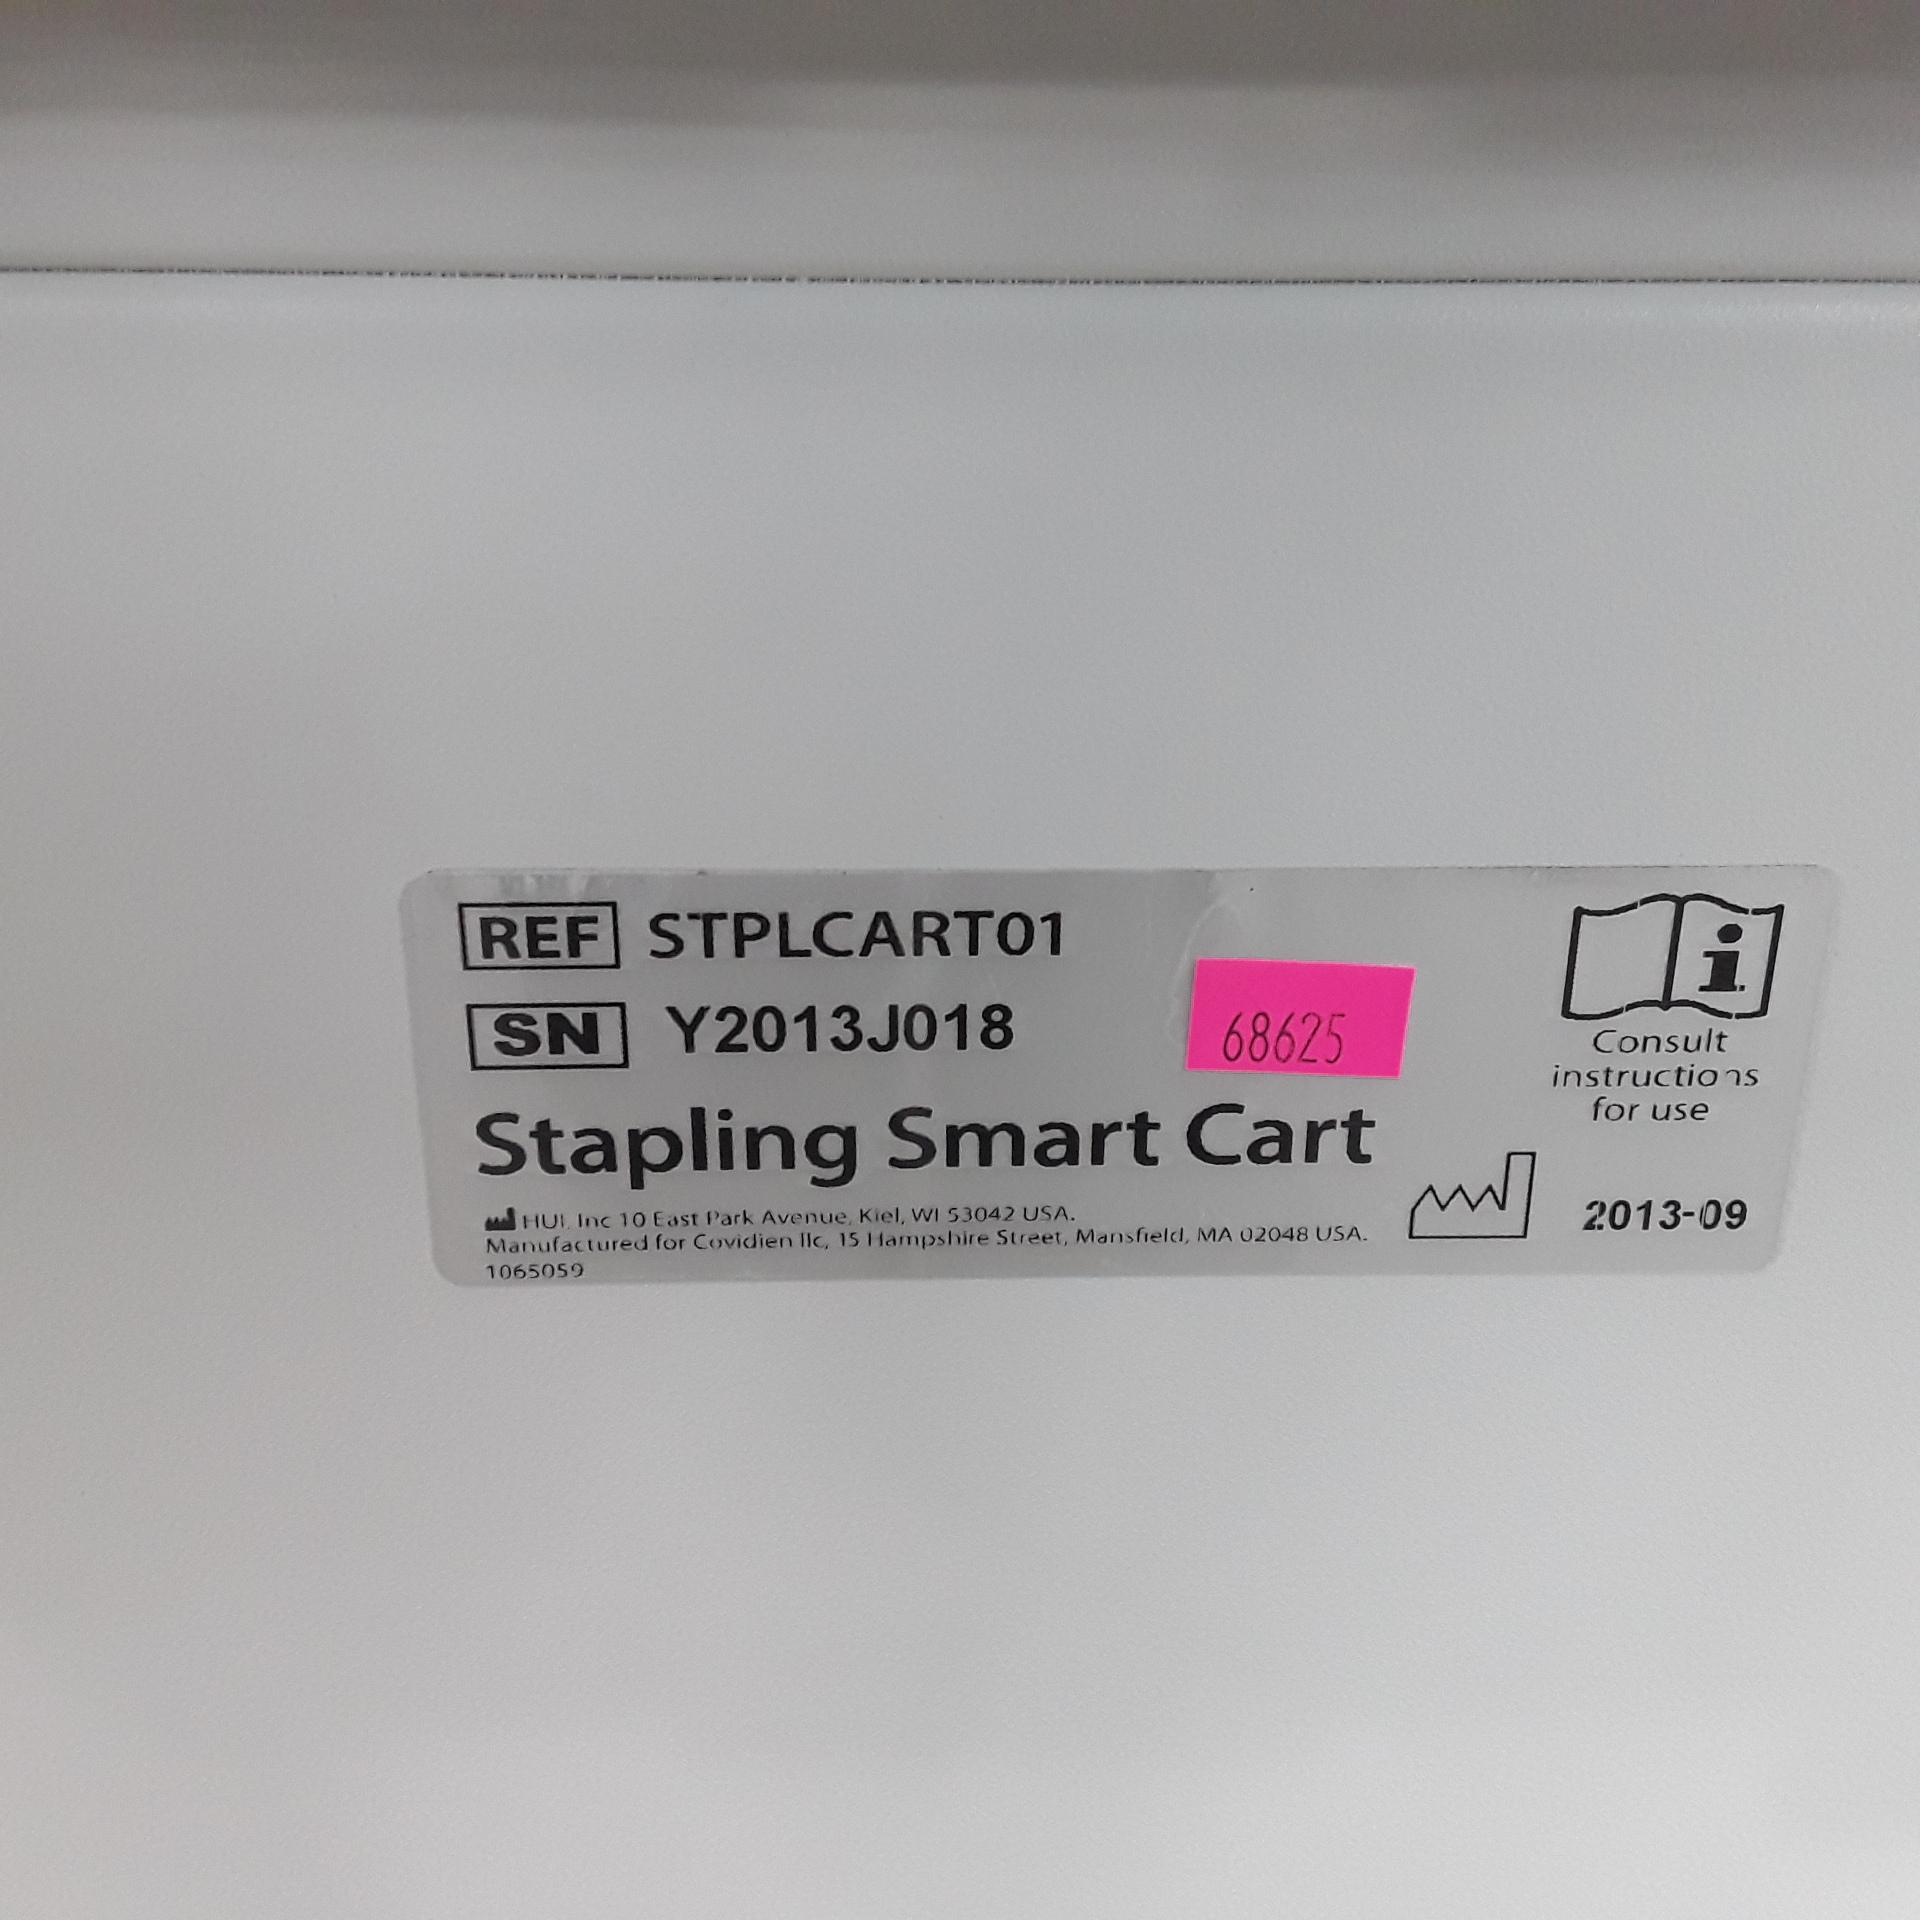 REF STPLCART01
SN Y2013J018
68625
Stapling Smart Cart
HUI, Inc 10 East Park Avenue, Kiel, WI 53042 USA.
Manufactured for Covidien llc, 15 Hampshire Street, Mansfield, MA 02048 USA.
1065059
i
Consult
instructions
for use
2013-09